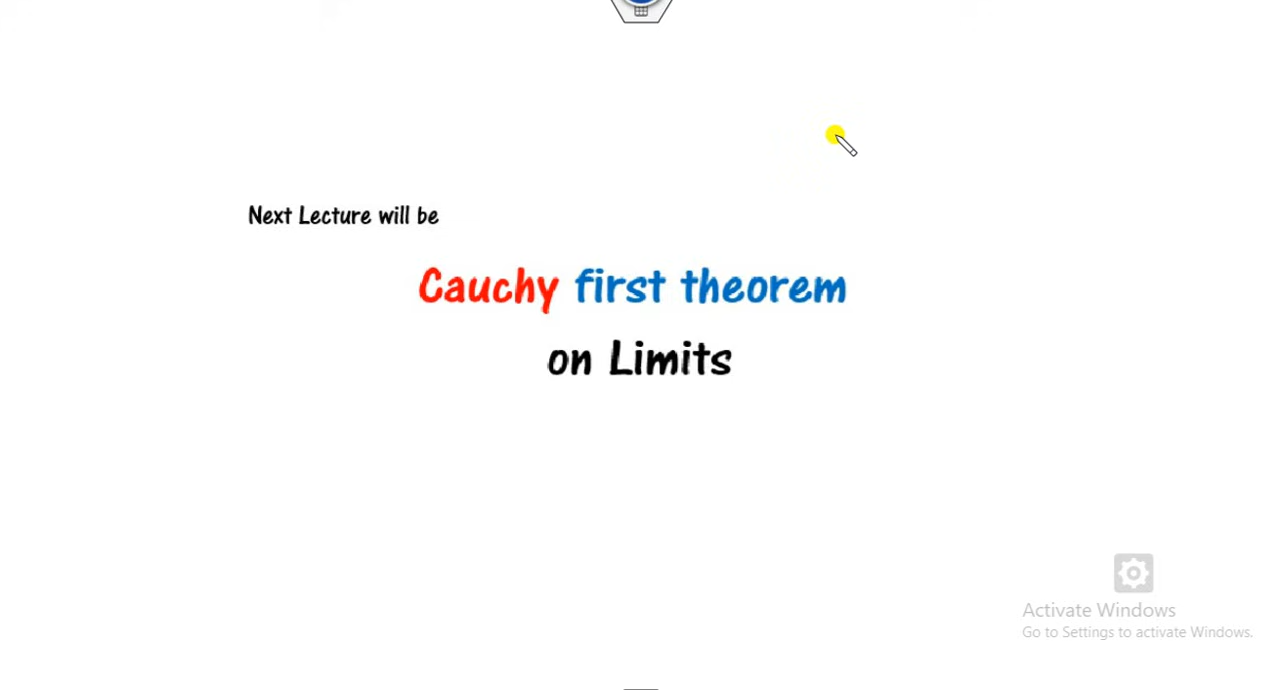 Next Lecture will be
Cauchy first theorem
on Limits
Activate Windows
Go to Settings to activate Windows.